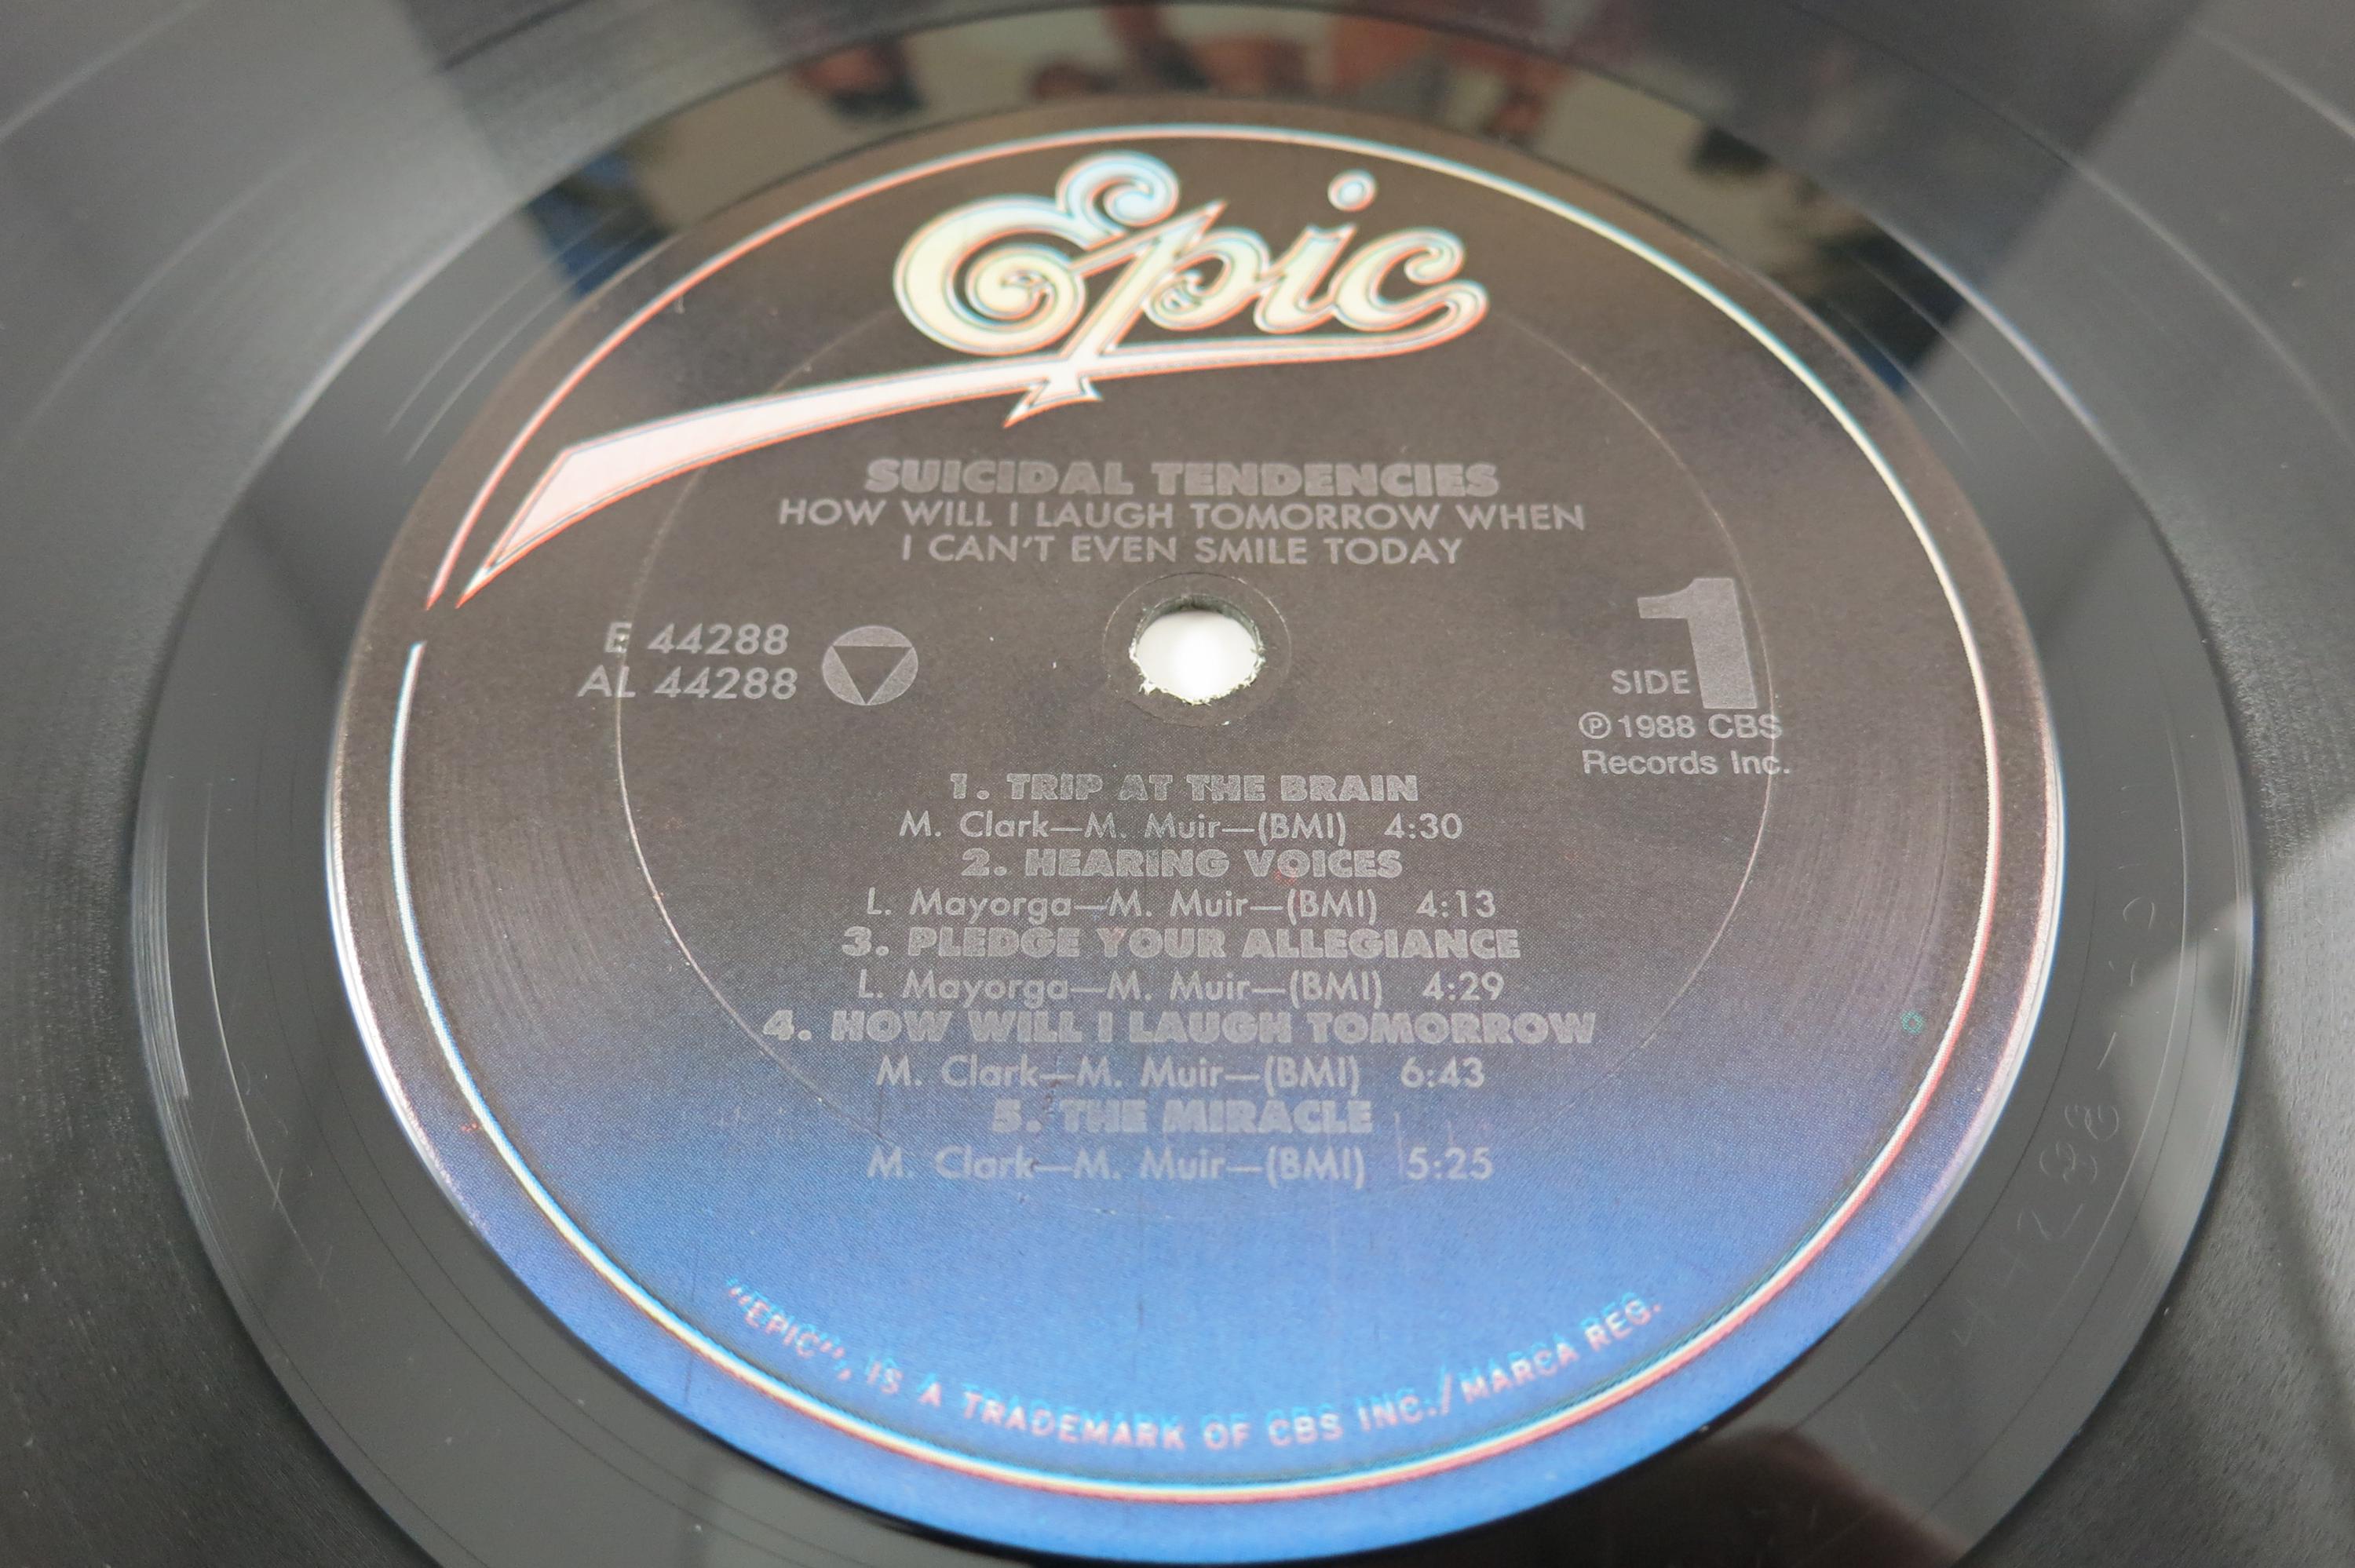 Epic
SUICIDAL TENDENCIES
HOW WILL I LAUGH TOMORROW WHEN
I CAN'T EVEN SMILE TODAY
E 44288
AL 44288
SIDE 1
℗ 1988 CBS
Records Inc.
1. TRIP AT THE BRAIN
M. Clark—M. Muir—(BMI) 4:30
2. HEARING VOICES
L. Mayorga—M. Muir—(BMI) 4:13
3. PLEDGE YOUR ALLEGIANCE
L. Mayorga—M. Muir—(BMI) 4:29
4. HOW WILL I LAUGH TOMORROW
M. Clark—M. Muir—(BMI) 6:43
5. THE MIRACLE
M. Clark—M. Muir—(BMI) 5:25
"EPIC", IS A TRADEMARK OF CBS INC./MARCA REG.